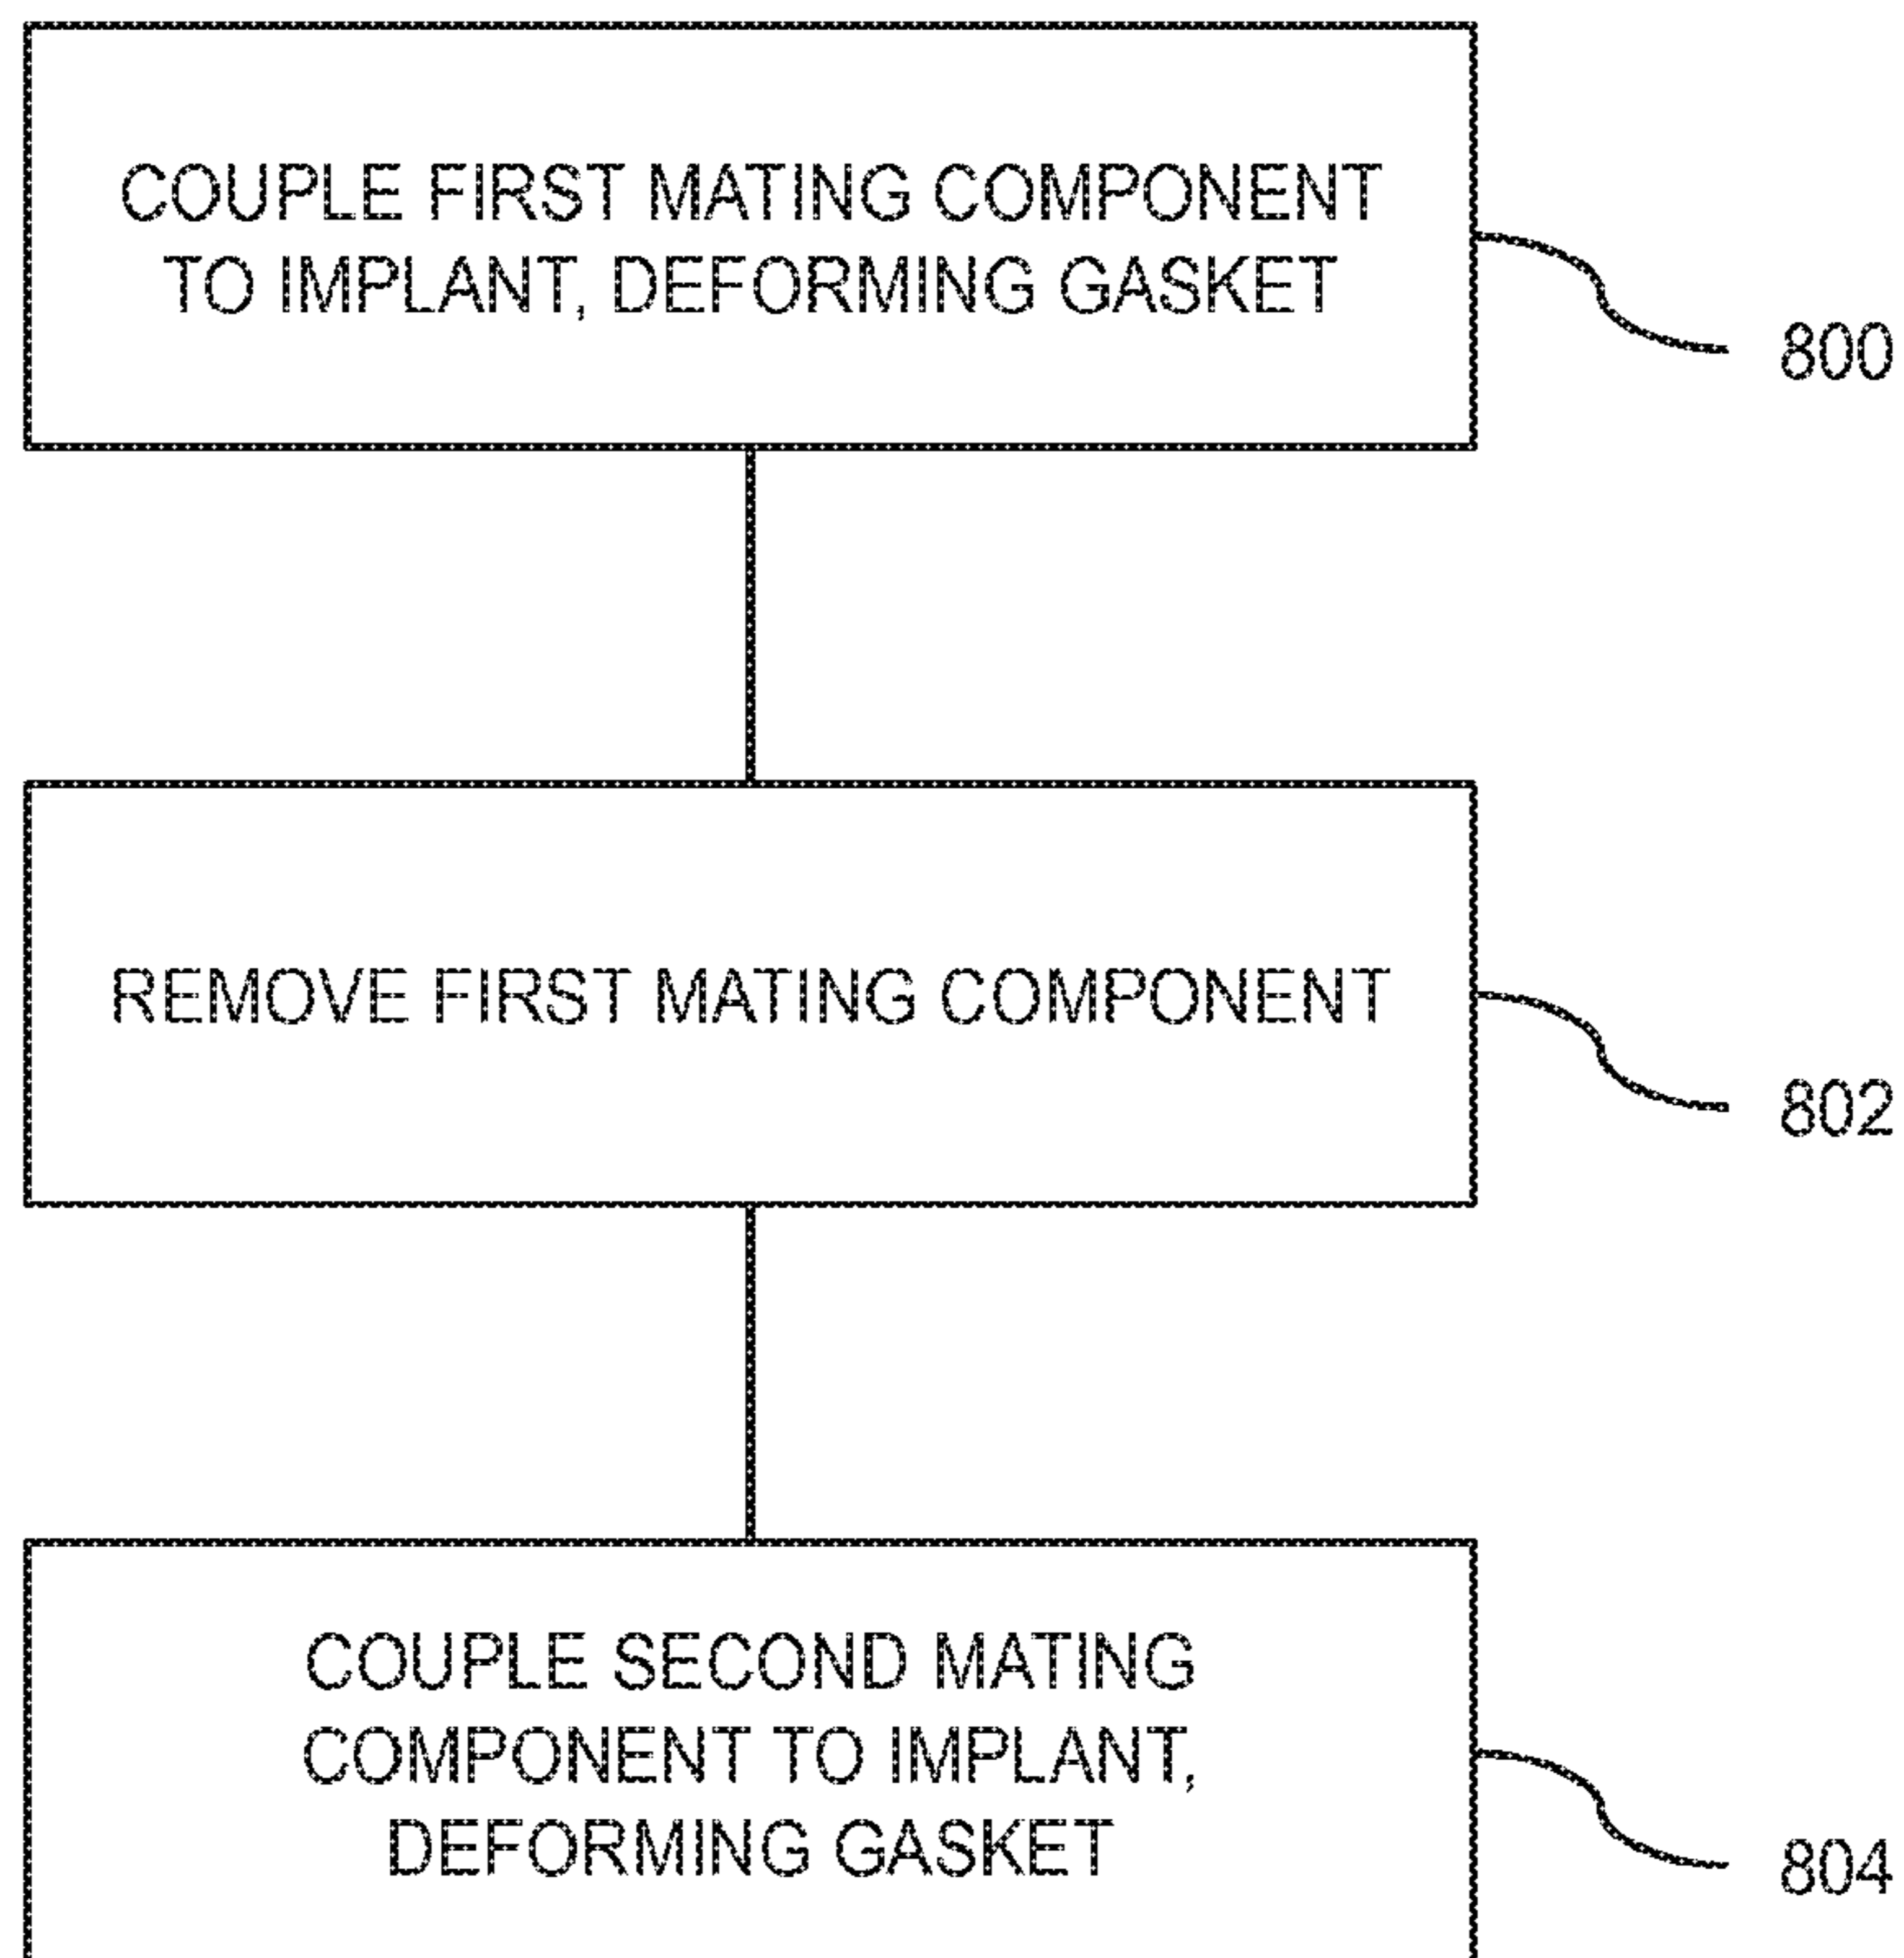 COUPLE FIRST MATING COMPONENT
TO IMPLANT, DEFORMING GASKET
800
REMOVE FIRST MATING COMPONENT
802
COUPLE SECOND MATING
COMPONENT TO IMPLANT,
DEFORMING GASKET
804